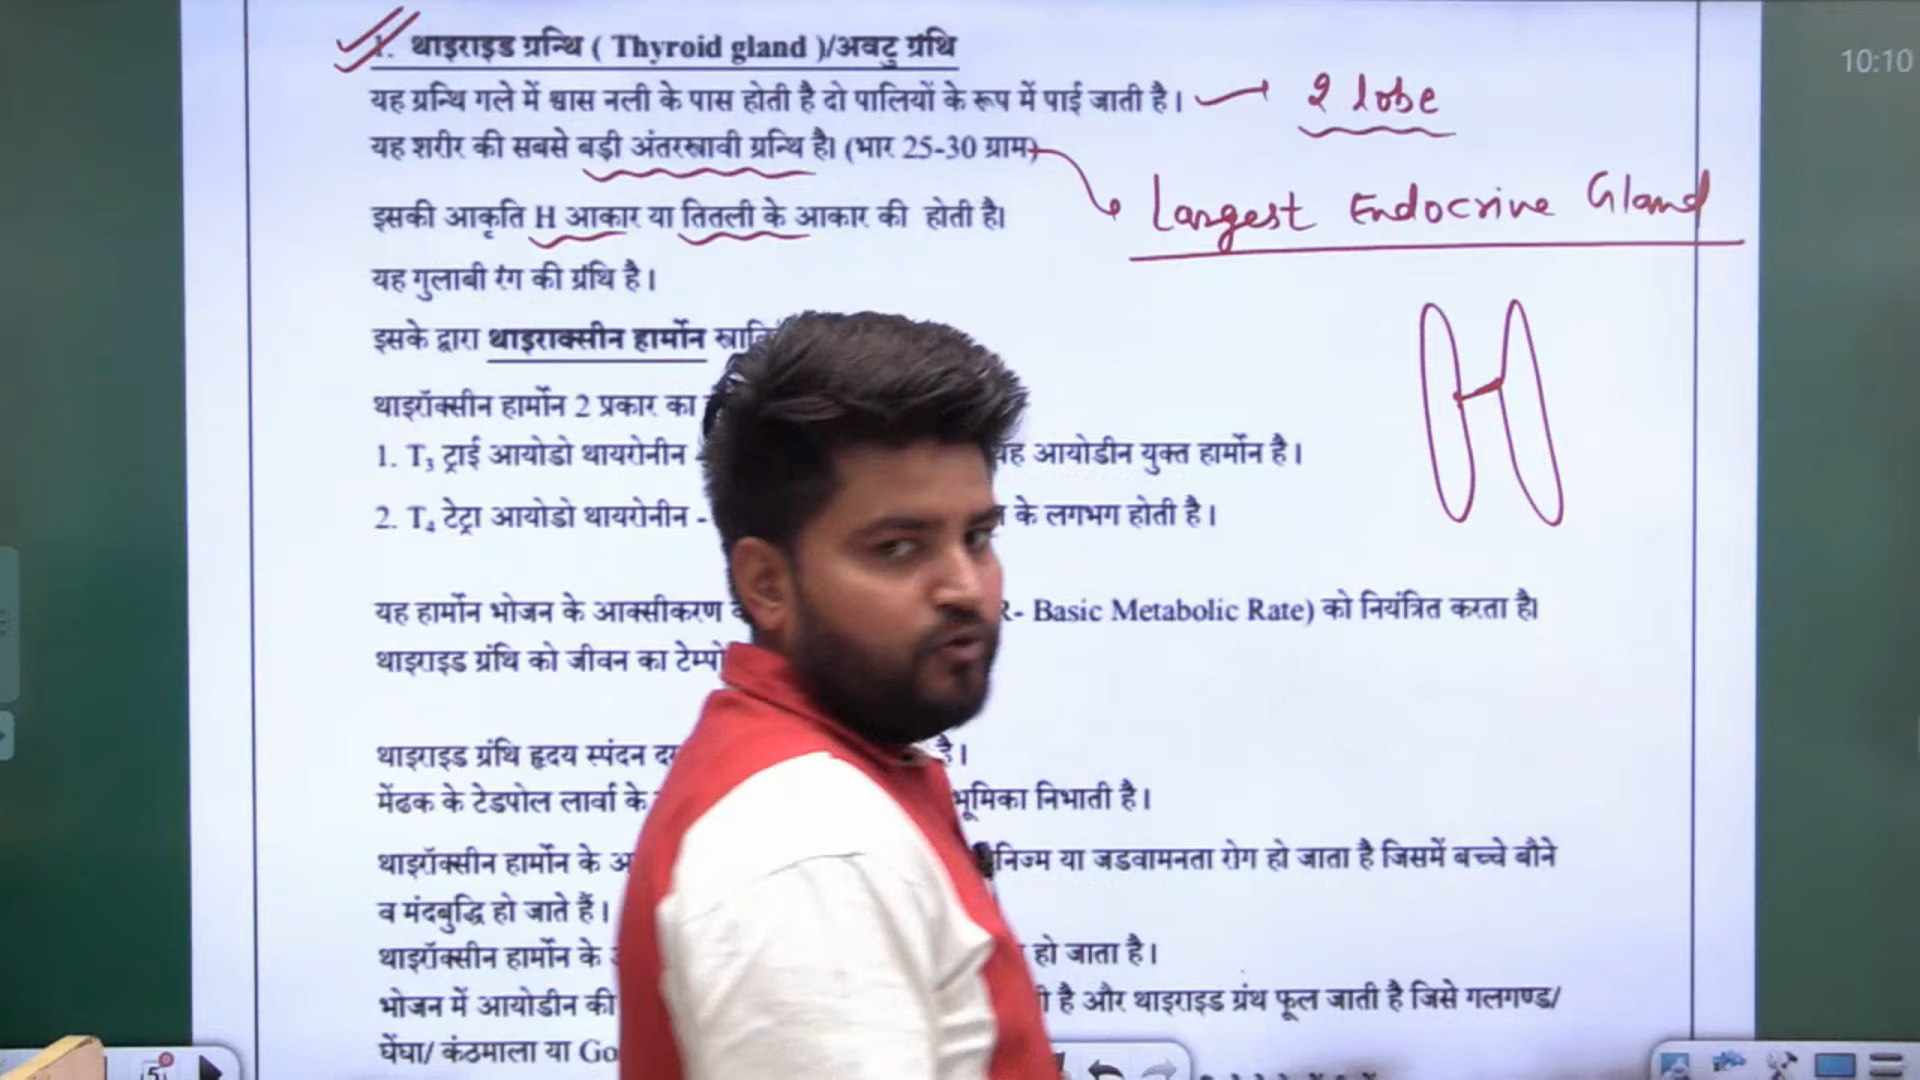 1. थाइराइड ग्रन्थि ( Thyroid gland )/अवटु ग्रंथि
10:10
यह ग्रन्थि गले में श्वास नली के पास होती है दो पालियों के रूप में पाई जाती है। 2 lobe
यह शरीर की सबसे बड़ी अंतरस्त्रावी ग्रन्थि है। (भार 25-30 ग्राम)
Largest Endocrine Gland
इसकी आकृति H आकार या तितली के आकार की होती है।
यह गुलाबी रंग की ग्रंथि है।
इसके द्वारा थाइराक्सीन हार्मोन
थाइरॉक्सीन हार्मोन 2 प्रकार का
1. T₃ ट्राई आयोडो थायरोनीन - यह आयोडीन युक्त हार्मोन है।
2. T₄ टेट्रा आयोडो थायरोनीन - के लगभग होती है।
यह हार्मोन भोजन के आक्सीकरण - Basic Metabolic Rate) को नियंत्रित करता है।
थाइराइड ग्रंथि को जीवन का
थाइराइड ग्रंथि हृदय स्पंदन है।
मेंढक के टेडपोल लार्वा के भूमिका निभाती है।
थाइरॉक्सीन हार्मोन के या जडवामनता रोग हो जाता है जिसमें बच्चे बौने
व मंदबुद्धि हो जाते हैं।
थाइरॉक्सीन हार्मोन के हो जाता है।
भोजन में आयोडीन की है और थाइराइड ग्रंथ फूल जाती है जिसे गलगण्ड/
घेंघा/ कंठमाला या